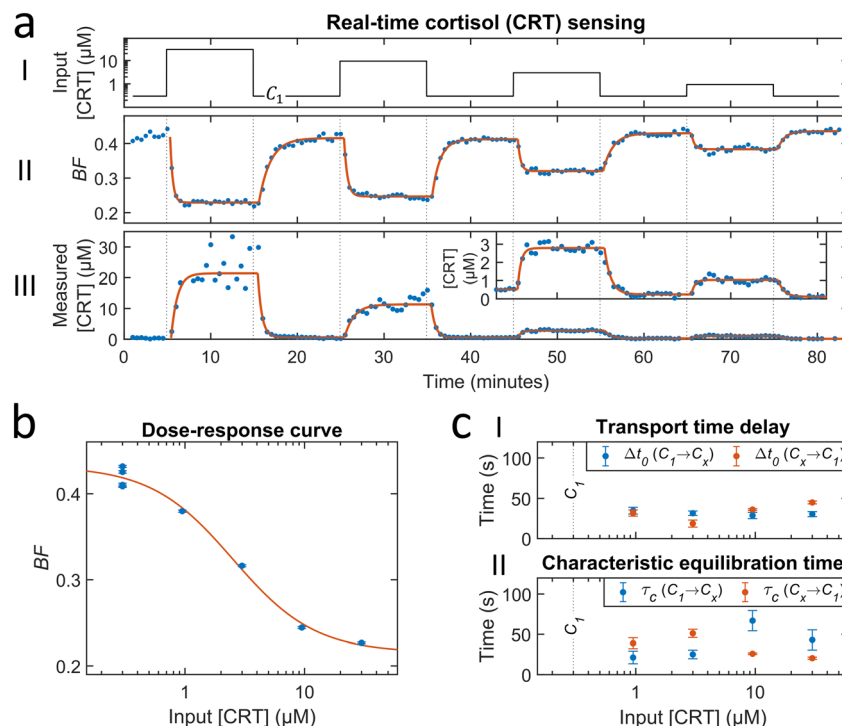 a
Real-time cortisol (CRT) sensing
I
Input
[CRT] (µM)
10
1
C1
II
BF
0.4
0.3
0.2
III
Measured
[CRT] (µM)
30
20
10
0
[CRT]
(µM)
3
2
1
0
10 20 30 40 50 60 70 80
Time (minutes)
b
Dose-response curve
BF
0.4
0.3
0.2
1 10
Input [CRT] (µM)
c
I
Transport time delay
Time (s)
100
50
0
C1
Δt0 (C1→Cx) Δt0 (Cx→C1)
II
Characteristic equilibration time
Time (s)
100
50
0
C1
τc (C1→Cx) τc (Cx→C1)
1 10
Input [CRT] (µM)